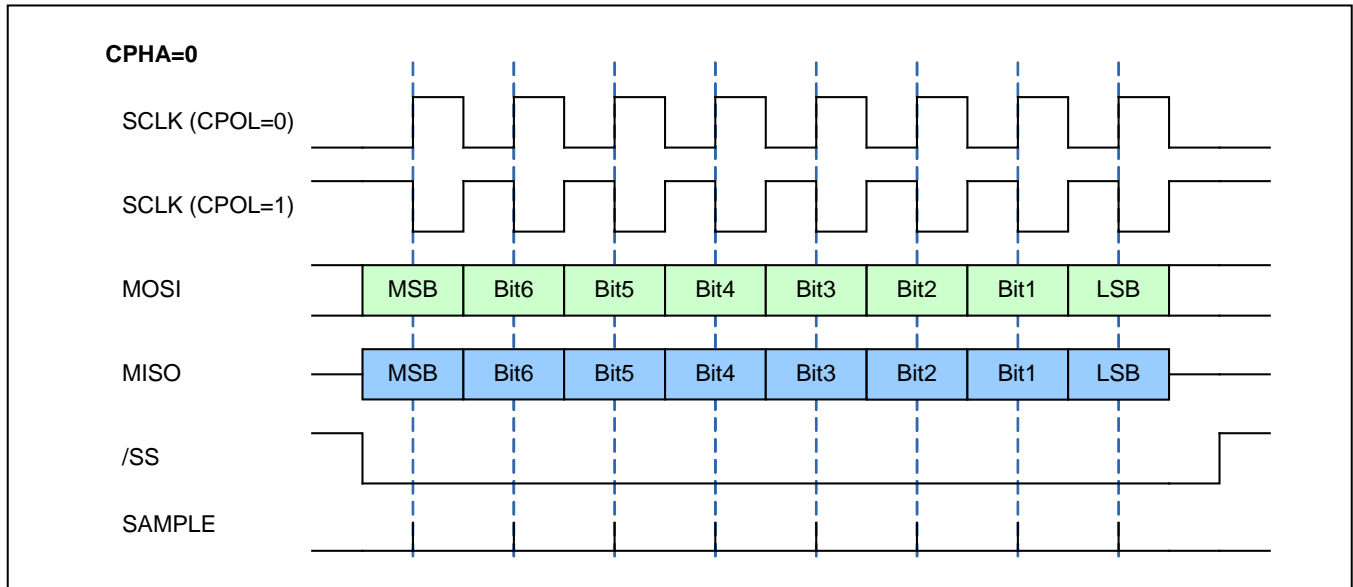 CPHA=0
SCLK (CPOL=0)
SCLK (CPOL=1)
MOSI MSB Bit6 Bit5 Bit4 Bit3 Bit2 Bit1 LSB
MISO MSB Bit6 Bit5 Bit4 Bit3 Bit2 Bit1 LSB
/SS
SAMPLE